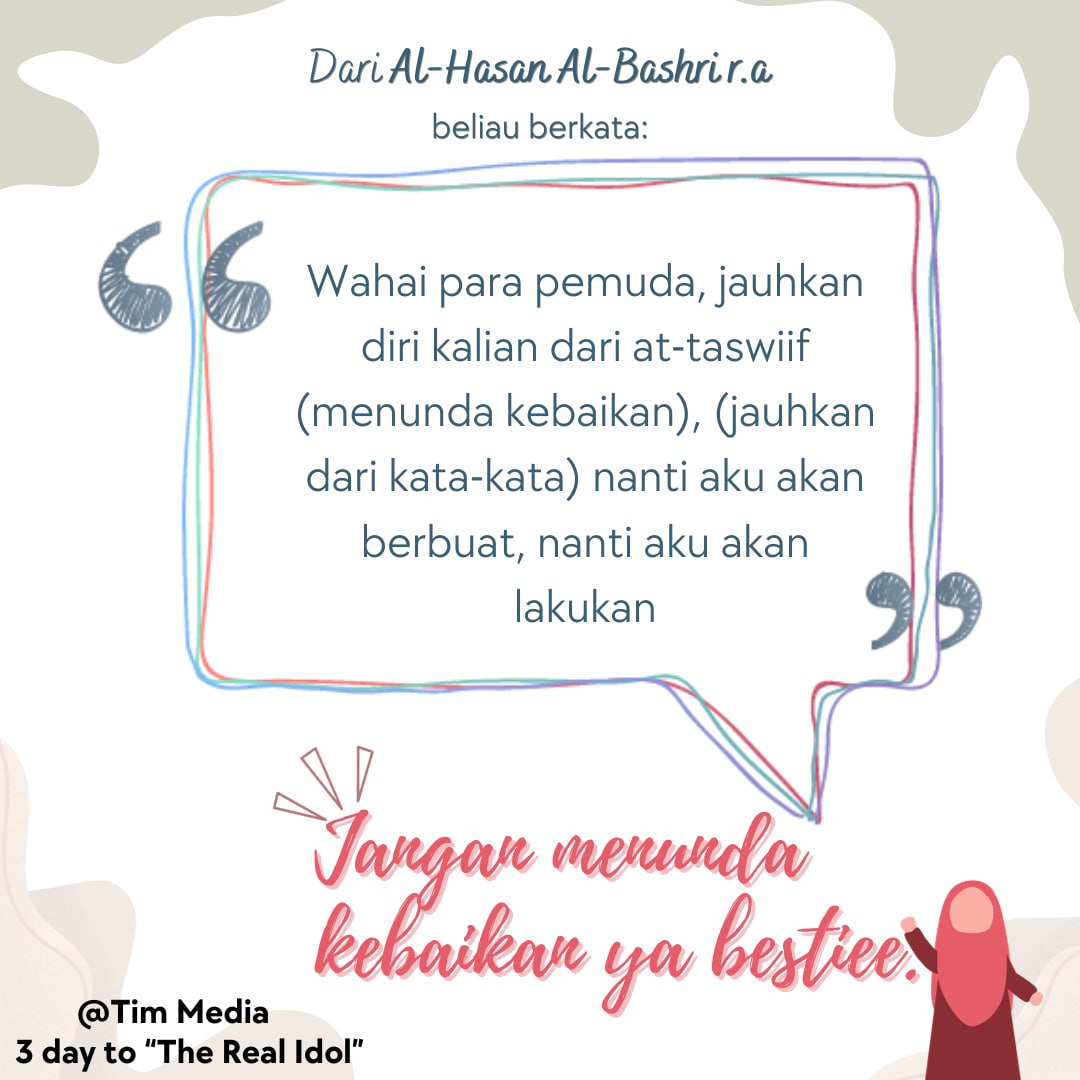 Dari Al-Hasan Al-Bashri r.a
beliau berkata:
Wahai para pemuda, jauhkan
diri kalian dari at-taswiif
(menunda kebaikan), (jauhkan
dari kata-kata) nanti aku akan
berbuat, nanti aku akan
lakukan
Jangan menunda
kebaikan ya bestiee.
@Tim Media
3 day to “The Real Idol”